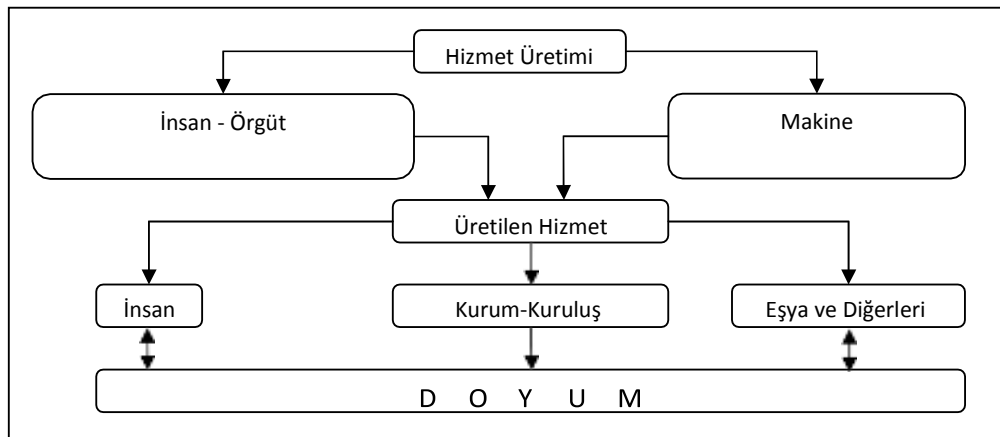 Hizmet Üretimi
İnsan - Örgüt
Makine
Üretilen Hizmet
İnsan
Kurum-Kuruluş
Eşya ve Diğerleri
D O Y U M